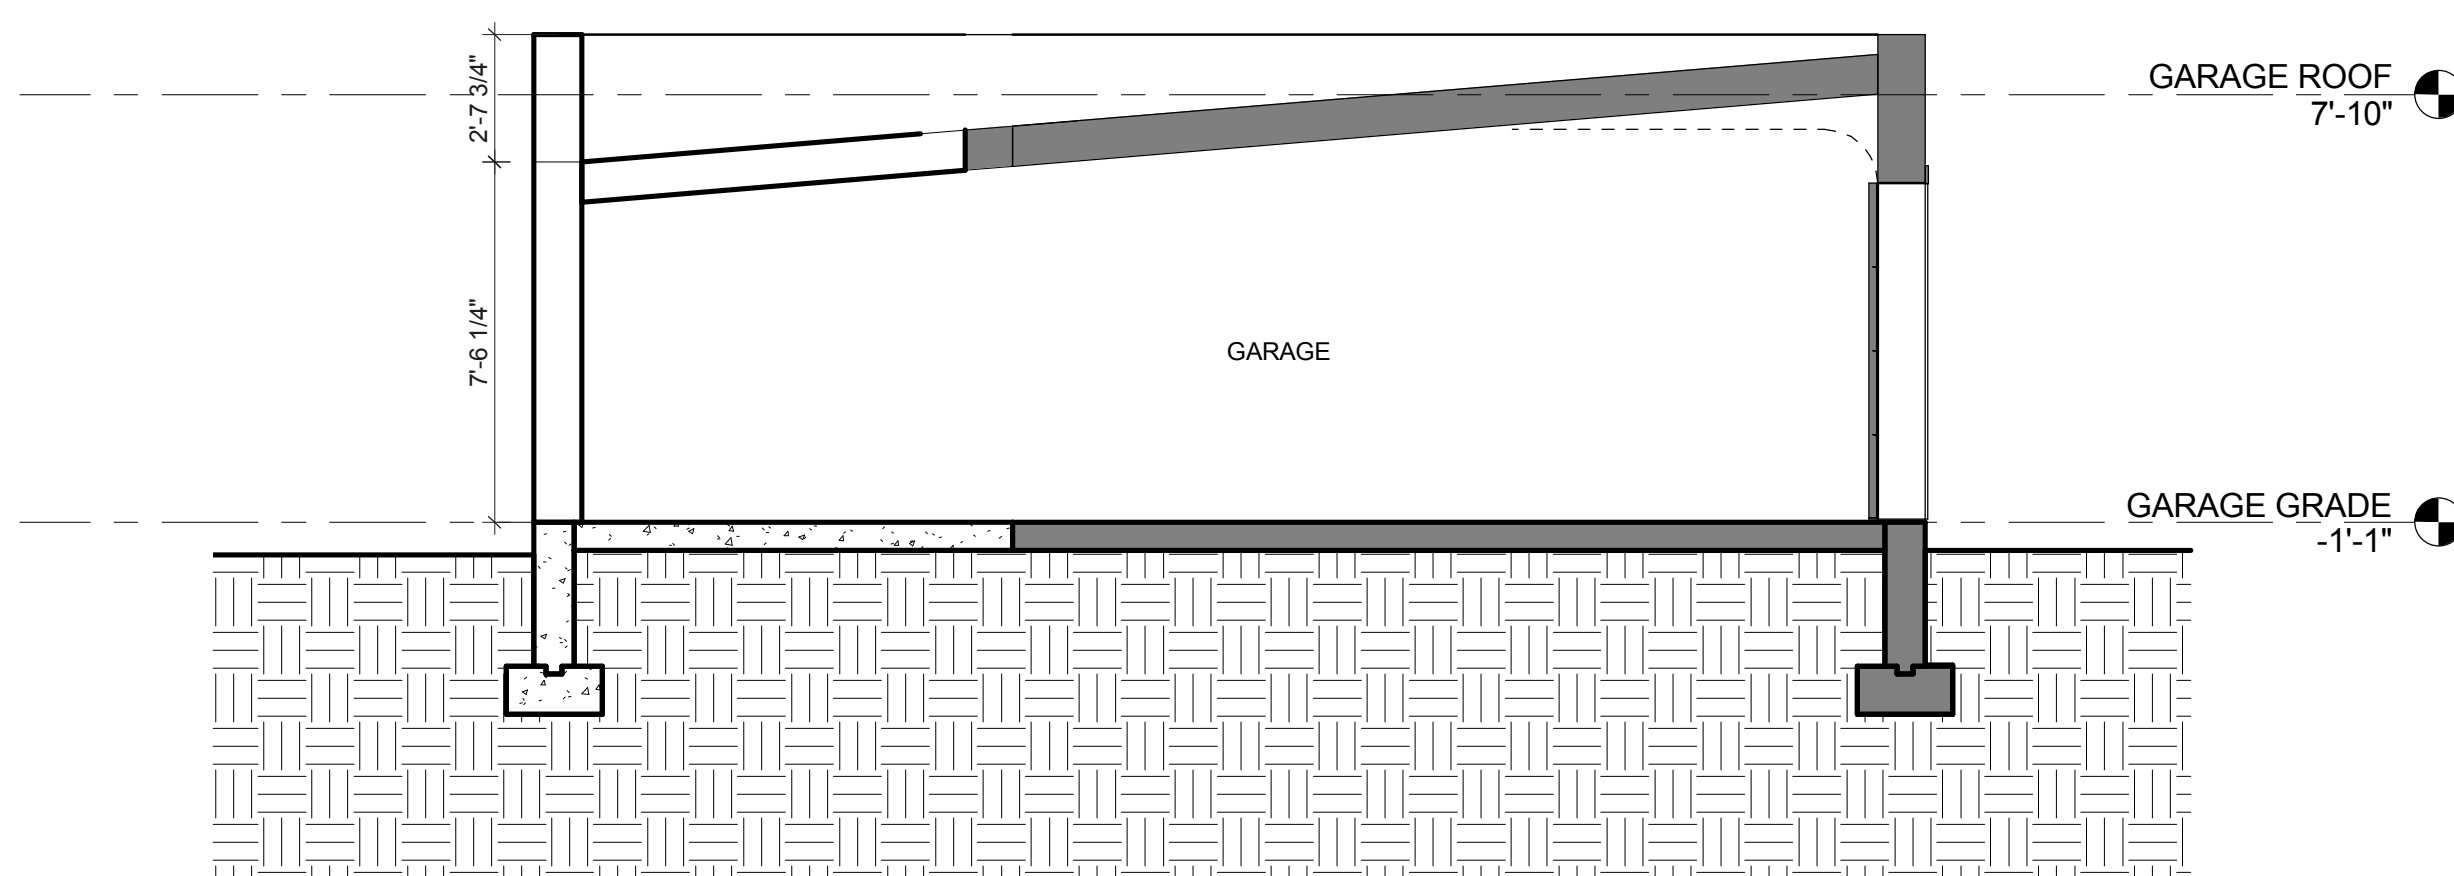 2'-7 3/4"
GARAGE ROOF
7'-10"
7'-6 1/4"
GARAGE
GARAGE GRADE
-1'-1"